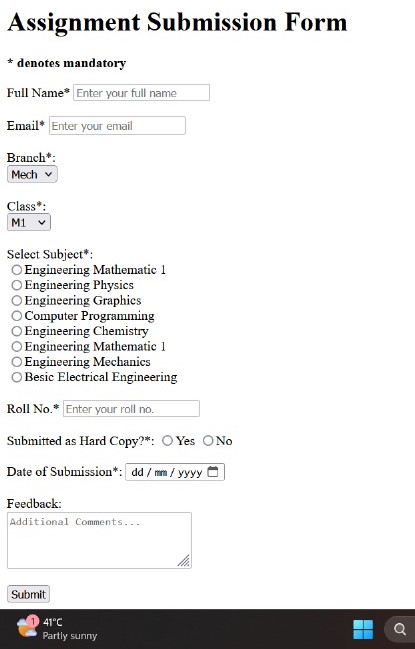 Assignment Submission Form
* denotes mandatory
Full Name* Enter your full name
Email* Enter your email
Branch*:
Mech
Class*:
M1
Select Subject*:
Engineering Mathematic 1
Engineering Physics
Engineering Graphics
Computer Programming
Engineering Chemistry
Engineering Mathematic 1
Engineering Mechanics
Besic Electrical Engineering
Roll No.* Enter your roll no.
Submitted as Hard Copy?*: Yes No
Date of Submission*: dd / mm / yyyy
Feedback:
Additional Comments...
Submit
1 41°C
Partly sunny